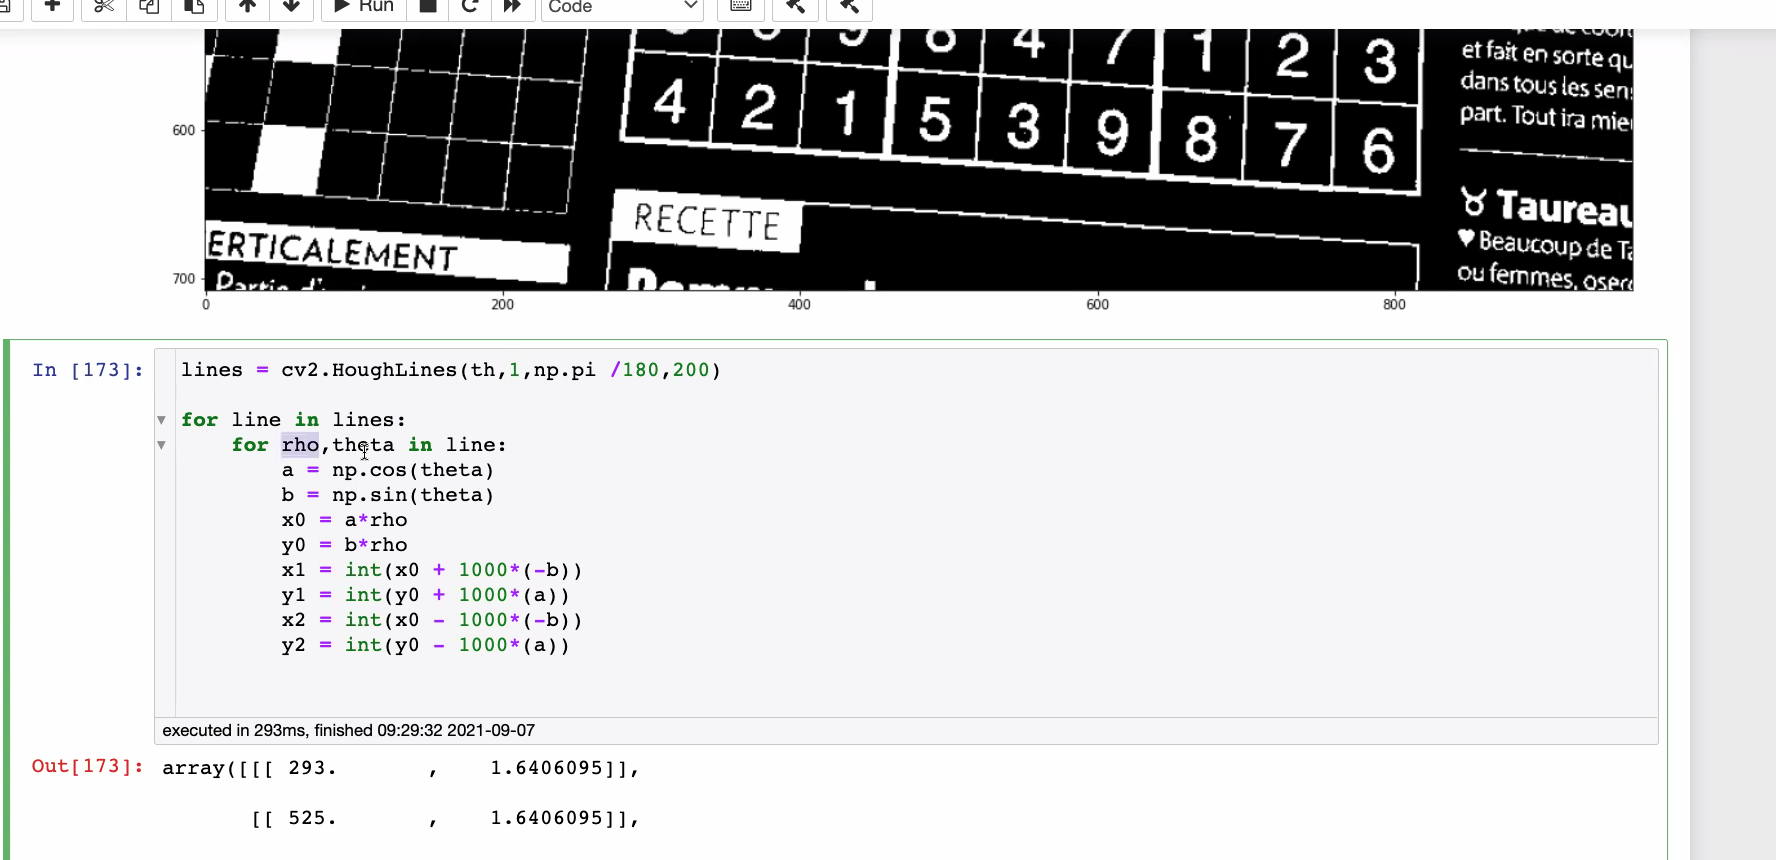 Run
Code
9 6 4 7 1 2 3
4 2 1 5 3 9 8 7 6
et fait en sorte qu
dans tous les sens
part. Tout ira mie
600
RECETTE
Taureau
ERTICALEMENT
Beaucoup de Ta
ou femmes, osero
700
0 200 400 600 800
In [173]:
lines = cv2.HoughLines(th,1,np.pi /180,200)
for line in lines:
    for rho,theta in line:
        a = np.cos(theta)
        b = np.sin(theta)
        x0 = a*rho
        y0 = b*rho
        x1 = int(x0 + 1000*(-b))
        y1 = int(y0 + 1000*(a))
        x2 = int(x0 - 1000*(-b))
        y2 = int(y0 - 1000*(a))
executed in 293ms, finished 09:29:32 2021-09-07
Out[173]: array([[[ 293.       ,    1.6406095]],
       [[ 525.       ,    1.6406095]],